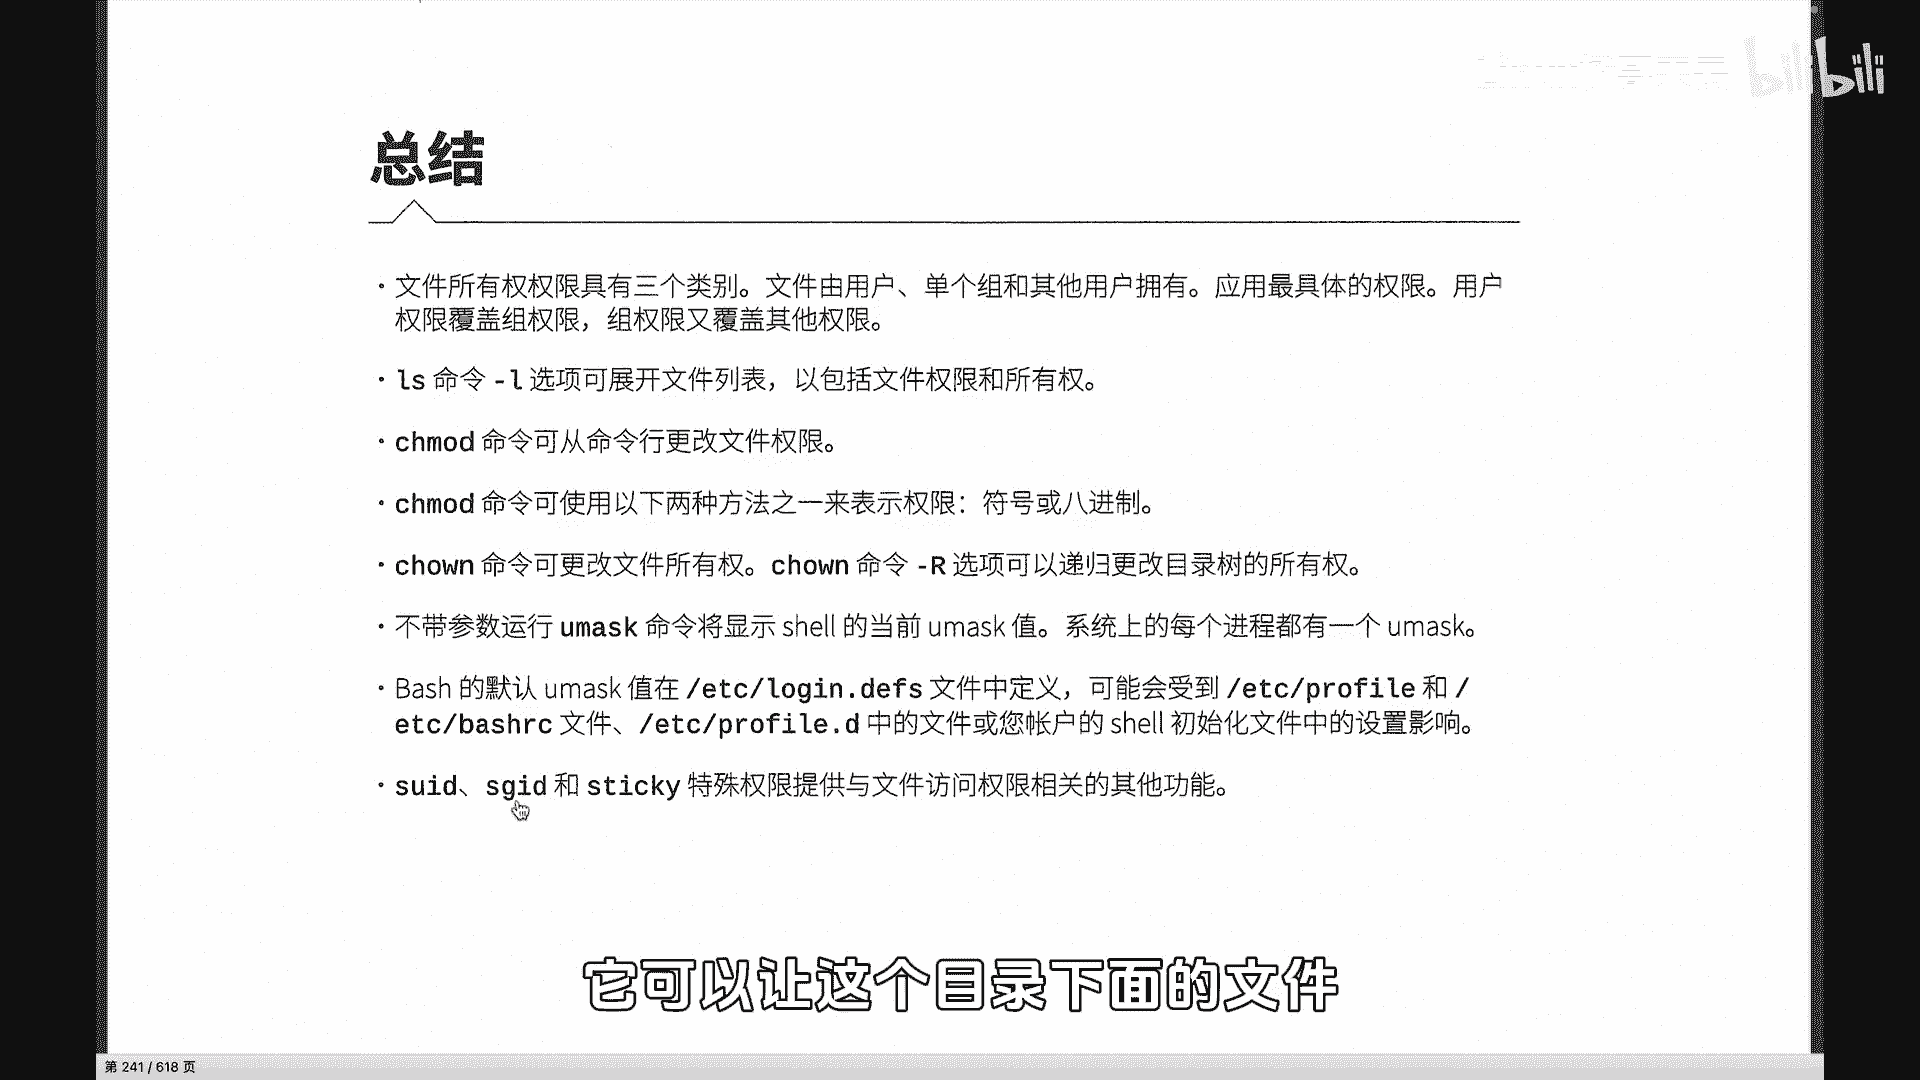 bilibili
总结
· 文件所有权权限具有三个类别。文件由用户、单个组和其他用户拥有。应用最具体的权限。用户
权限覆盖组权限，组权限又覆盖其他权限。
· ls 命令 -l 选项可展开文件列表，以包括文件权限和所有权。
· chmod 命令可从命令行更改文件权限。
· chmod 命令可使用以下两种方法之一来表示权限：符号或八进制。
· chown 命令可更改文件所有权。chown 命令 -R 选项可以递归更改目录树的所有权。
· 不带参数运行 umask 命令将显示 shell 的当前 umask 值。系统上的每个进程都有一个 umask。
· Bash 的默认 umask 值在 /etc/login.defs 文件中定义，可能会受到 /etc/profile 和 /
etc/bashrc 文件、/etc/profile.d 中的文件或您帐户的 shell 初始化文件中的设置影响。
· suid、sgid 和 sticky 特殊权限提供与文件访问权限相关的其他功能。
它可以让这个目录下面的文件
第 241 / 618 页